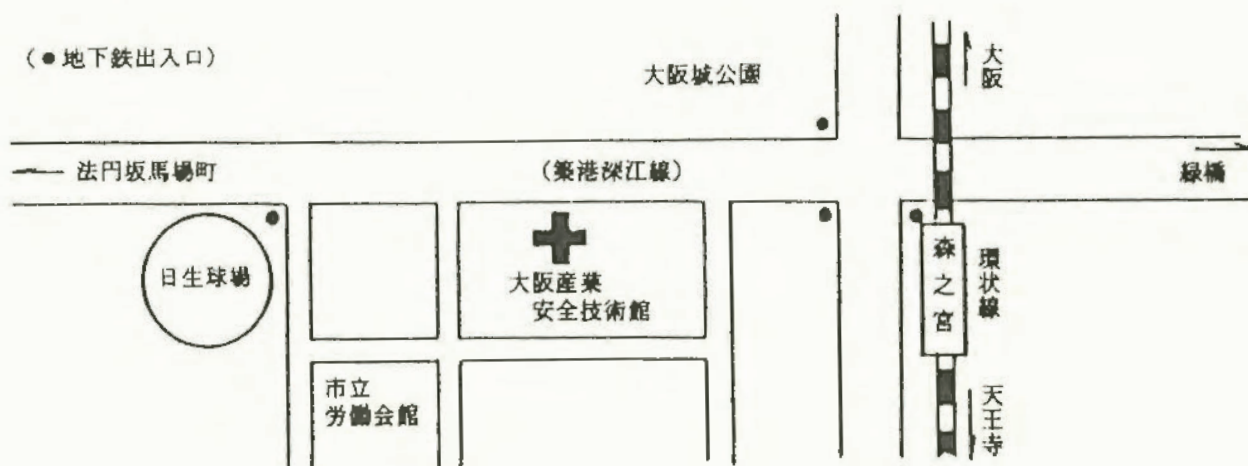 (●地下鉄出入口)
大阪城公園
大阪
法円坂馬場町
(築港深江線)
緑橋
日生球場
大阪産業
安全技術館
森之宮
環状線
市立
労働会館
天王寺